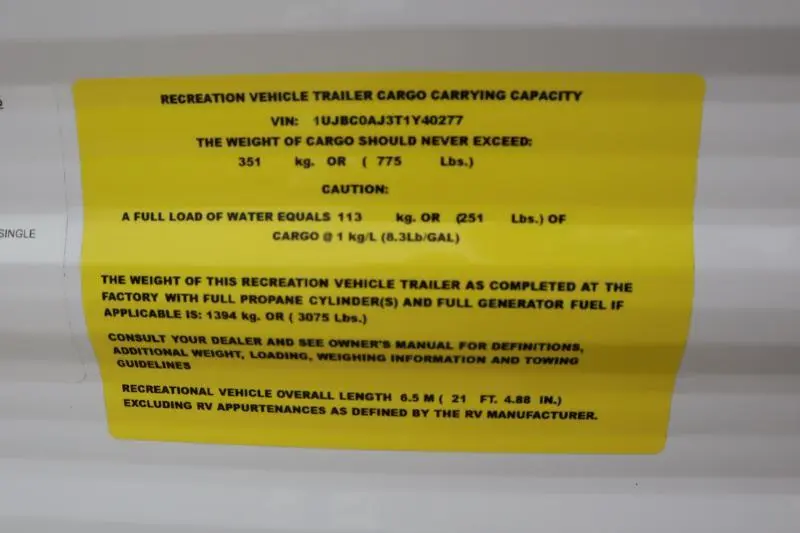 RECREATION VEHICLE TRAILER CARGO CARRYING CAPACITY
VIN: 1UJBC0AJ3T1Y40277
THE WEIGHT OF CARGO SHOULD NEVER EXCEED:
351 kg. OR ( 775 Lbs.)
CAUTION:
A FULL LOAD OF WATER EQUALS 113 kg. OR (251 Lbs.) OF
CARGO @ 1 kg/L (8.3Lb/GAL)
THE WEIGHT OF THIS RECREATION VEHICLE TRAILER AS COMPLETED AT THE
FACTORY WITH FULL PROPANE CYLINDER(S) AND FULL GENERATOR FUEL IF
APPLICABLE IS: 1394 kg. OR ( 3075 Lbs.)
CONSULT YOUR DEALER AND SEE OWNER'S MANUAL FOR DEFINITIONS,
ADDITIONAL WEIGHT, LOADING, WEIGHING INFORMATION AND TOWING
GUIDELINES
RECREATIONAL VEHICLE OVERALL LENGTH 6.5 M ( 21 FT. 4.88 IN.)
EXCLUDING RV APPURTENANCES AS DEFINED BY THE RV MANUFACTURER.
SINGLE